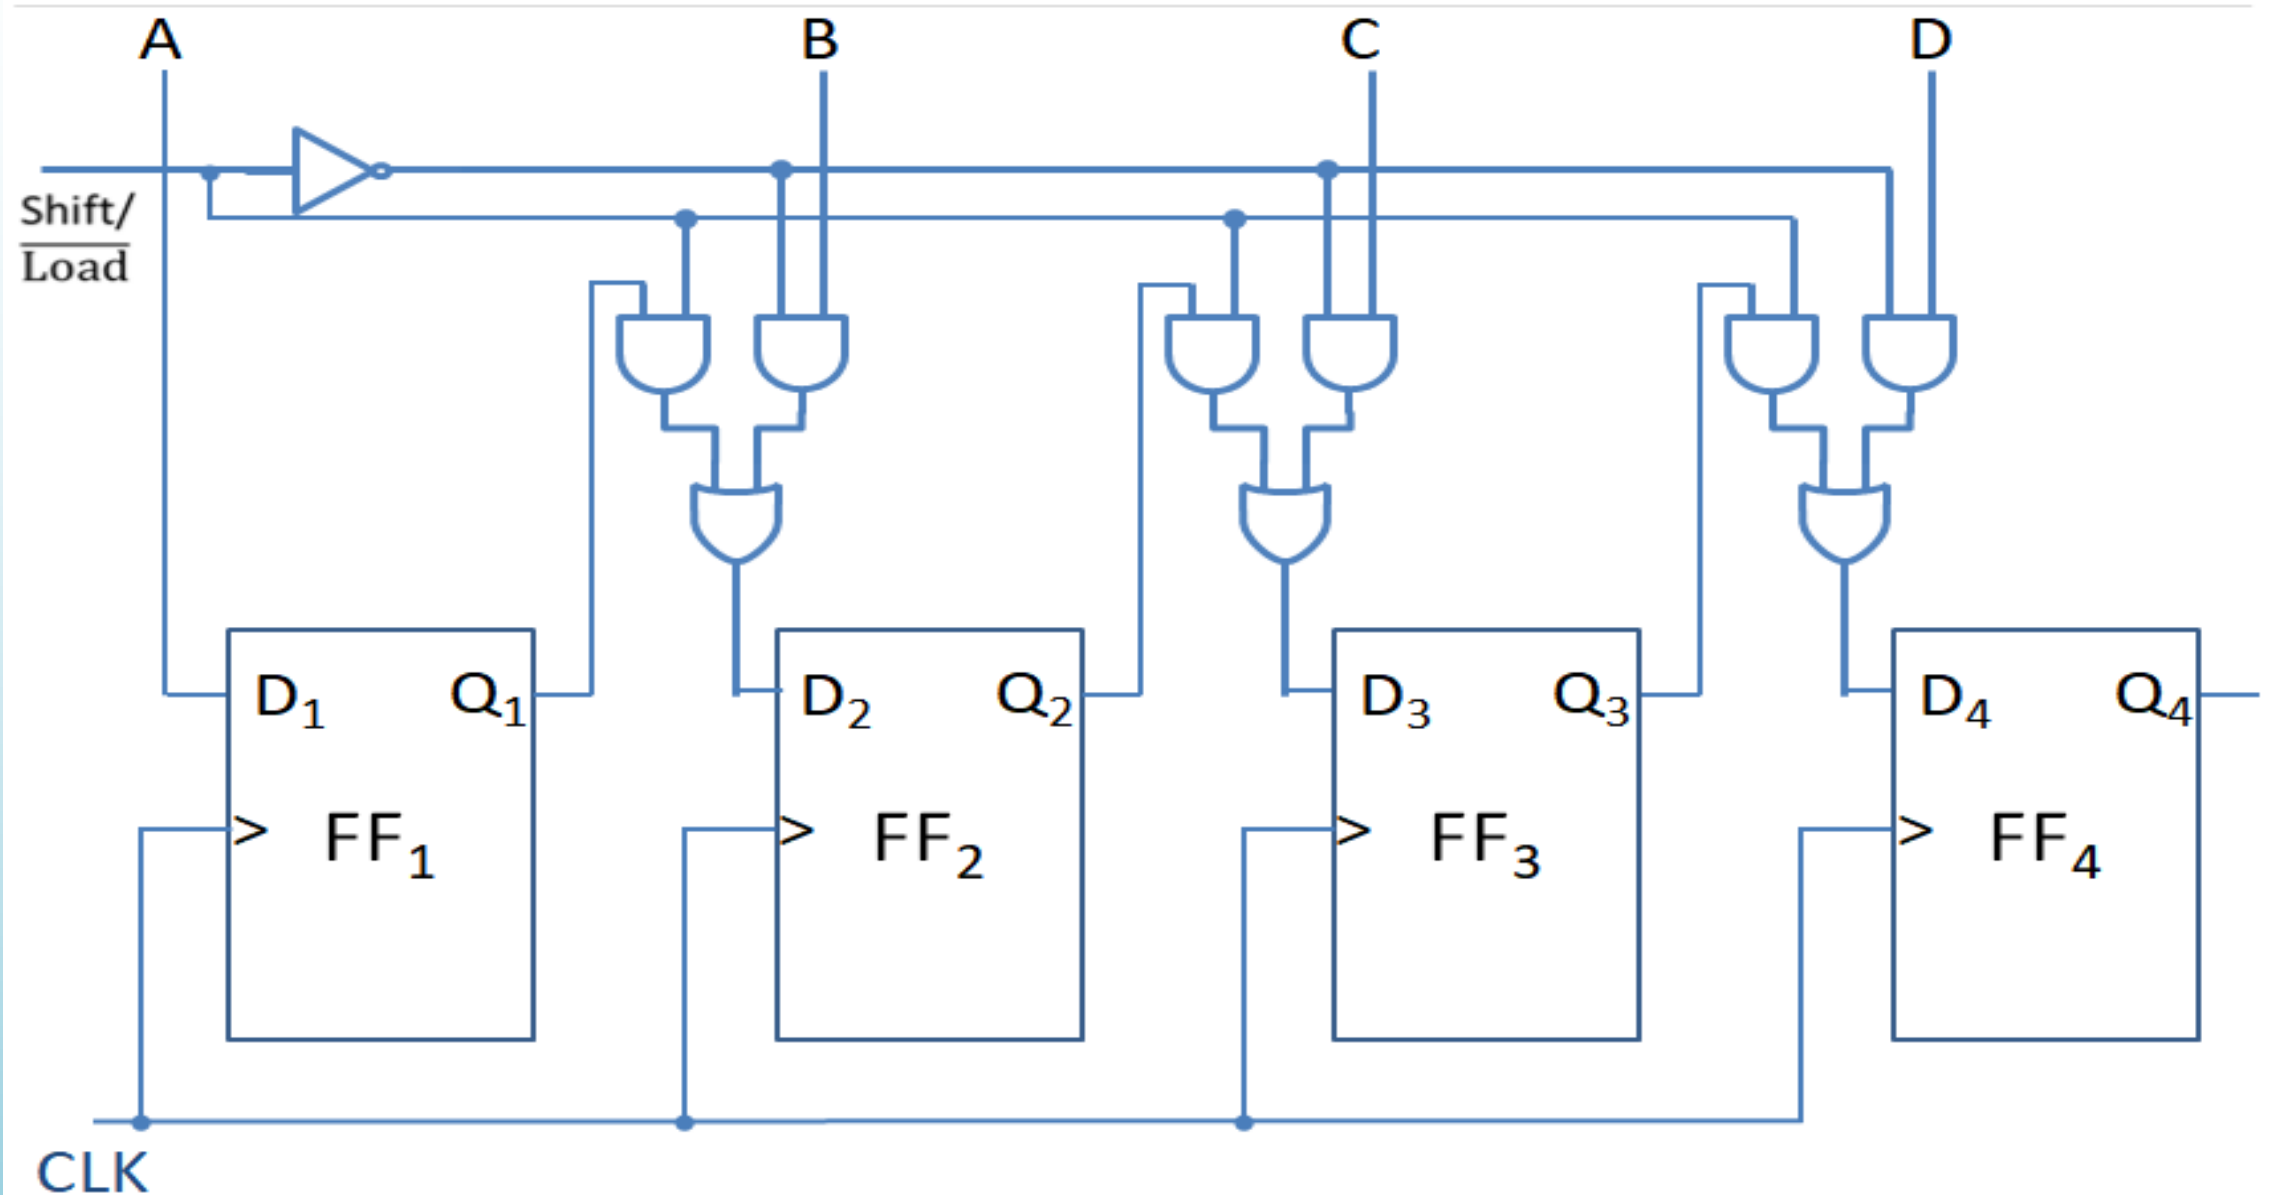 A B C D
Shift/
Load
D1 Q1 D2 Q2 D3 Q3 D4 Q4
> FF1 > FF2 > FF3 > FF4
CLK